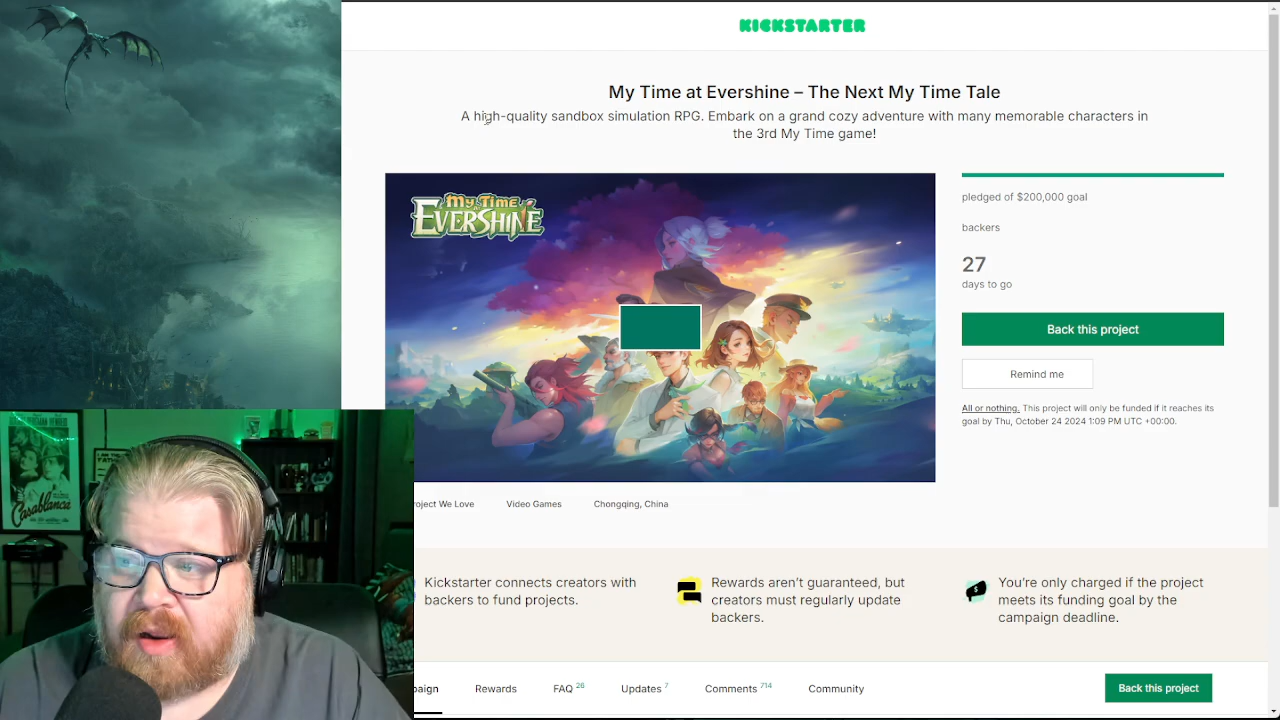 KICKSTARTER
My Time at Evershine – The Next My Time Tale
A high-quality sandbox simulation RPG. Embark on a grand cozy adventure with many memorable characters in
the 3rd My Time game!
My Time
at
EVERSHINE
pledged of $200,000 goal
backers
27
days to go
Back this project
Remind me
All or nothing. This project will only be funded if it reaches its
goal by Thu, October 24 2024 1:09 PM UTC +00:00.
roject We Love
Video Games
Chongqing, China
Kickstarter connects creators with
backers to fund projects.
Rewards aren't guaranteed, but
creators must regularly update
backers.
You're only charged if the project
meets its funding goal by the
campaign deadline.
paign
Rewards
FAQ 26
Updates 7
Comments 714
Community
Back this project
Casablanca